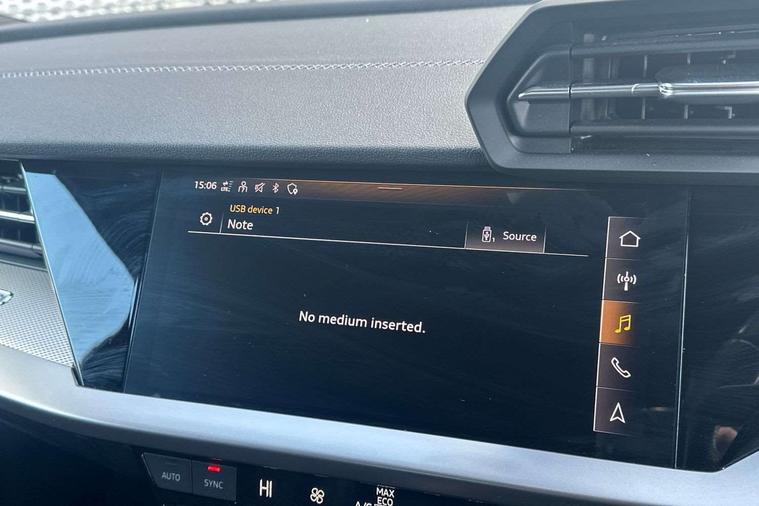 15:06
USB device 1
Note
Source
No medium inserted.
AUTO
SYNC
HI
MAX
ECO